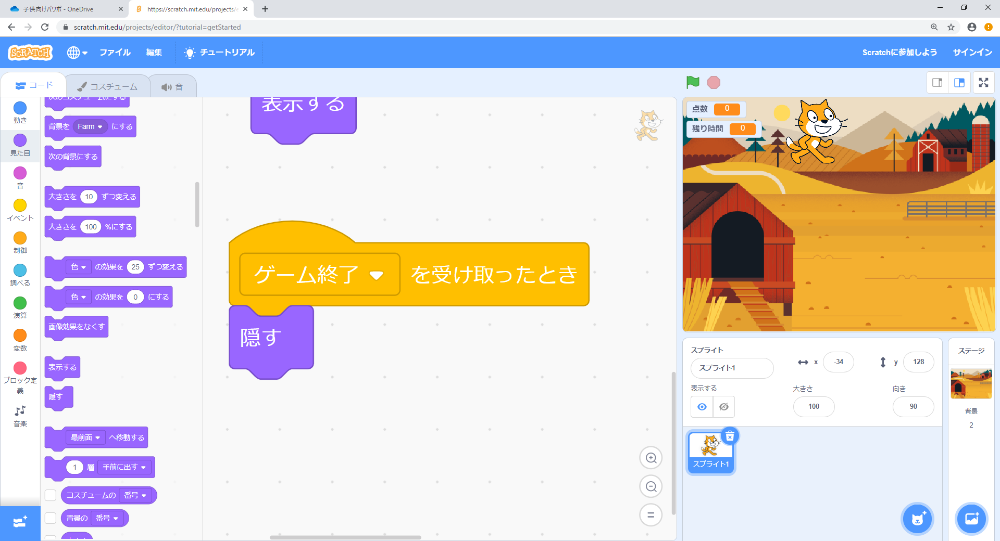 子供向けパワポ - OneDrive
https://scratch.mit.edu/projects/e
scratch.mit.edu/projects/editor/?tutorial=getStarted
SCRATCH
ファイル
編集
チュートリアル
Scratchに参加しよう
サインイン
コード
コスチューム
音
動き
見た目
音
イベント
制御
調べる
演算
変数
ブロック定
義
音楽
次のコスチュームにする
背景を Farm にする
次の背景にする
大きさを 10 ずつ変える
大きさを 100 %にする
色 の効果を 25 ずつ変える
色 の効果を 0 にする
画像効果をなくす
表示する
隠す
最前面 へ移動する
1 層 手前に出す
コスチュームの 番号
背景の 番号
表示する
ゲーム終了 を受け取ったとき
隠す
点数 0
残り時間 0
スプライト
スプライト1
x -34
y 128
表示する
大きさ
100
向き
90
スプライト1
ステージ
背景
2